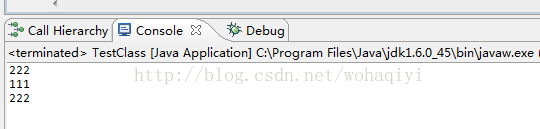 Call Hierarchy Console Debug
<terminated> TestClass [Java Application] C:\Program Files\Java\jdk1.6.0_45\bin\javaw.exe (
222
http://blog.csdn.net/wohaqiyi
111
222